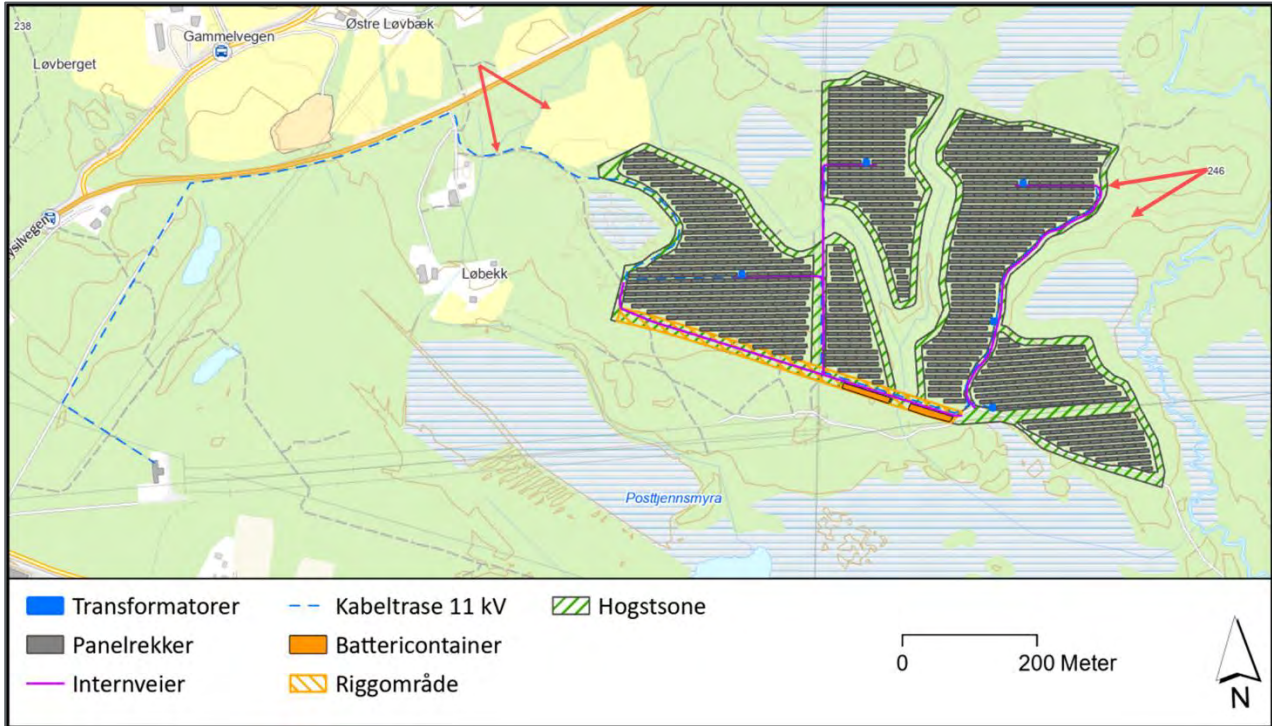 238
Østre Løvbæk
Gammelvegen
Løvberget
246
ysilvegen
Løbekk
Posttjennsmyra
Transformatorer
Kabeltrase 11 kV
Hogstsone
Panelrekker
Battericontainer
Internveier
Riggområde
0
200 Meter
N